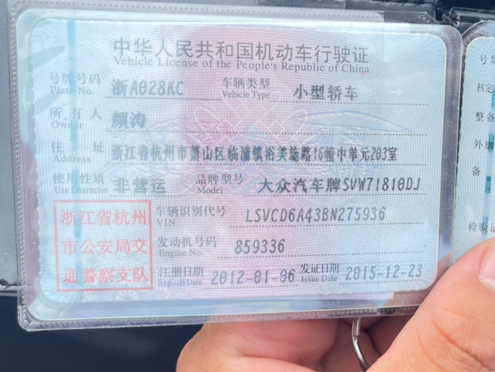 中华人民共和国机动车行驶证
Vehicle License of the People's Republic of China
号牌号码 浙A028KC 车辆类型 小型轿车
Plate No. Vehicle Type
所有人 颜涛
Owner
住址 浙江省杭州市萧山区临浦镇浴美施路16幢中单元203室
Address
使用性质 非营运 品牌型号 大众汽车牌SVW71810DJ
Use Character Model
浙江省杭州市公安局交通警察支队
车辆识别代号 LSVCD6A43BN275936
VIN
发动机号码 859336
Engine No.
注册日期 2012-01-06 发证日期 2015-12-23
Register Date Issue Date